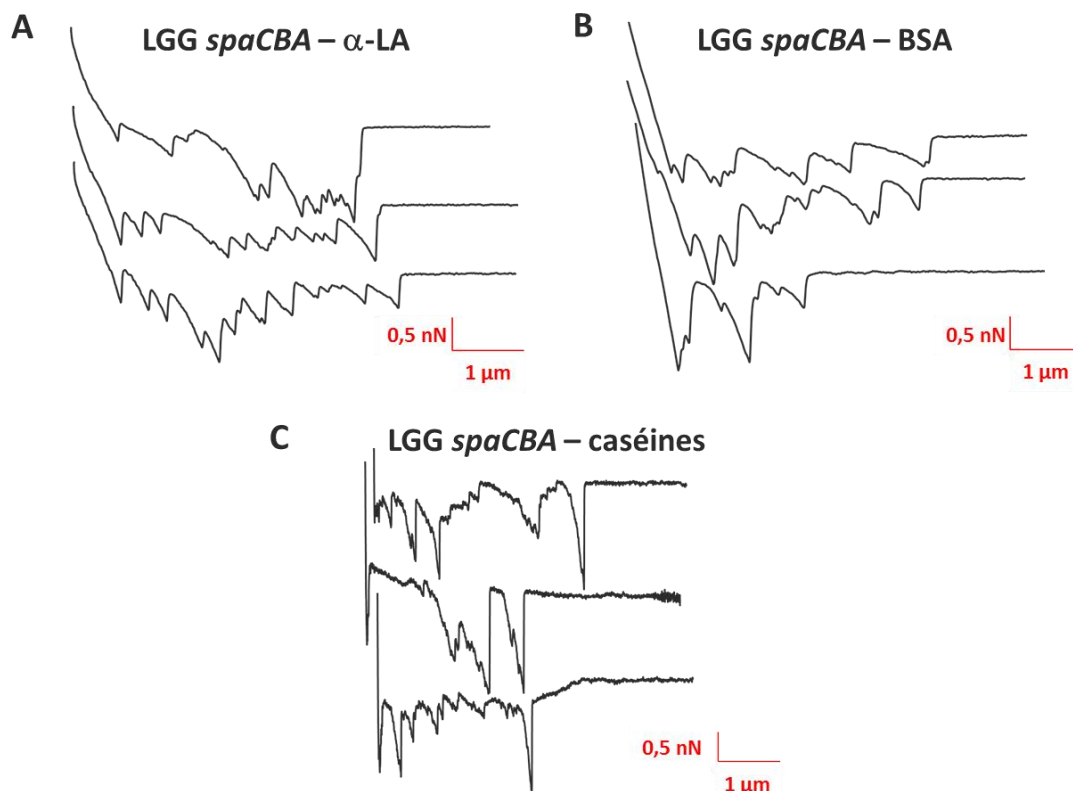 A
LGG spaCBA – α-LA
0,5 nN
1 µm
B
LGG spaCBA – BSA
0,5 nN
1 µm
C
LGG spaCBA – caséines
0,5 nN
1 µm